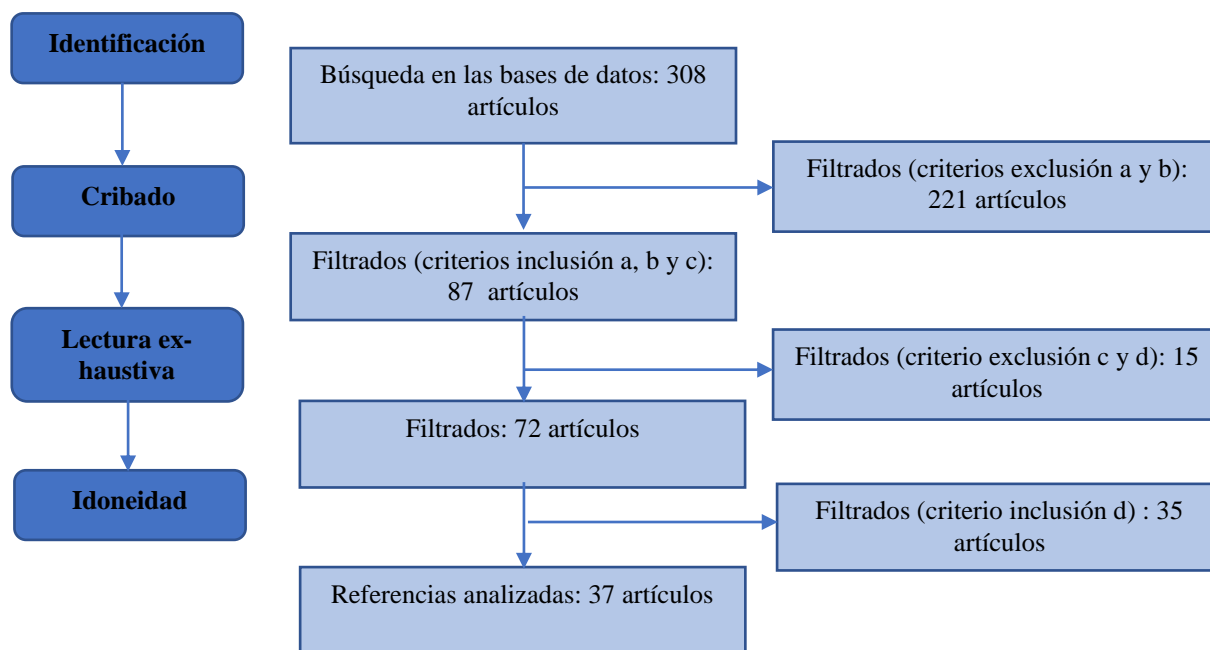 Identificación
Búsqueda en las bases de datos: 308
artículos
Filtrados (criterios exclusión a y b):
221 artículos
Cribado
Filtrados (criterios inclusión a, b y c):
87 artículos
Lectura ex-
haustiva
Filtrados (criterio exclusión c y d): 15
artículos
Filtrados: 72 artículos
Idoneidad
Filtrados (criterio inclusión d) : 35
artículos
Referencias analizadas: 37 artículos